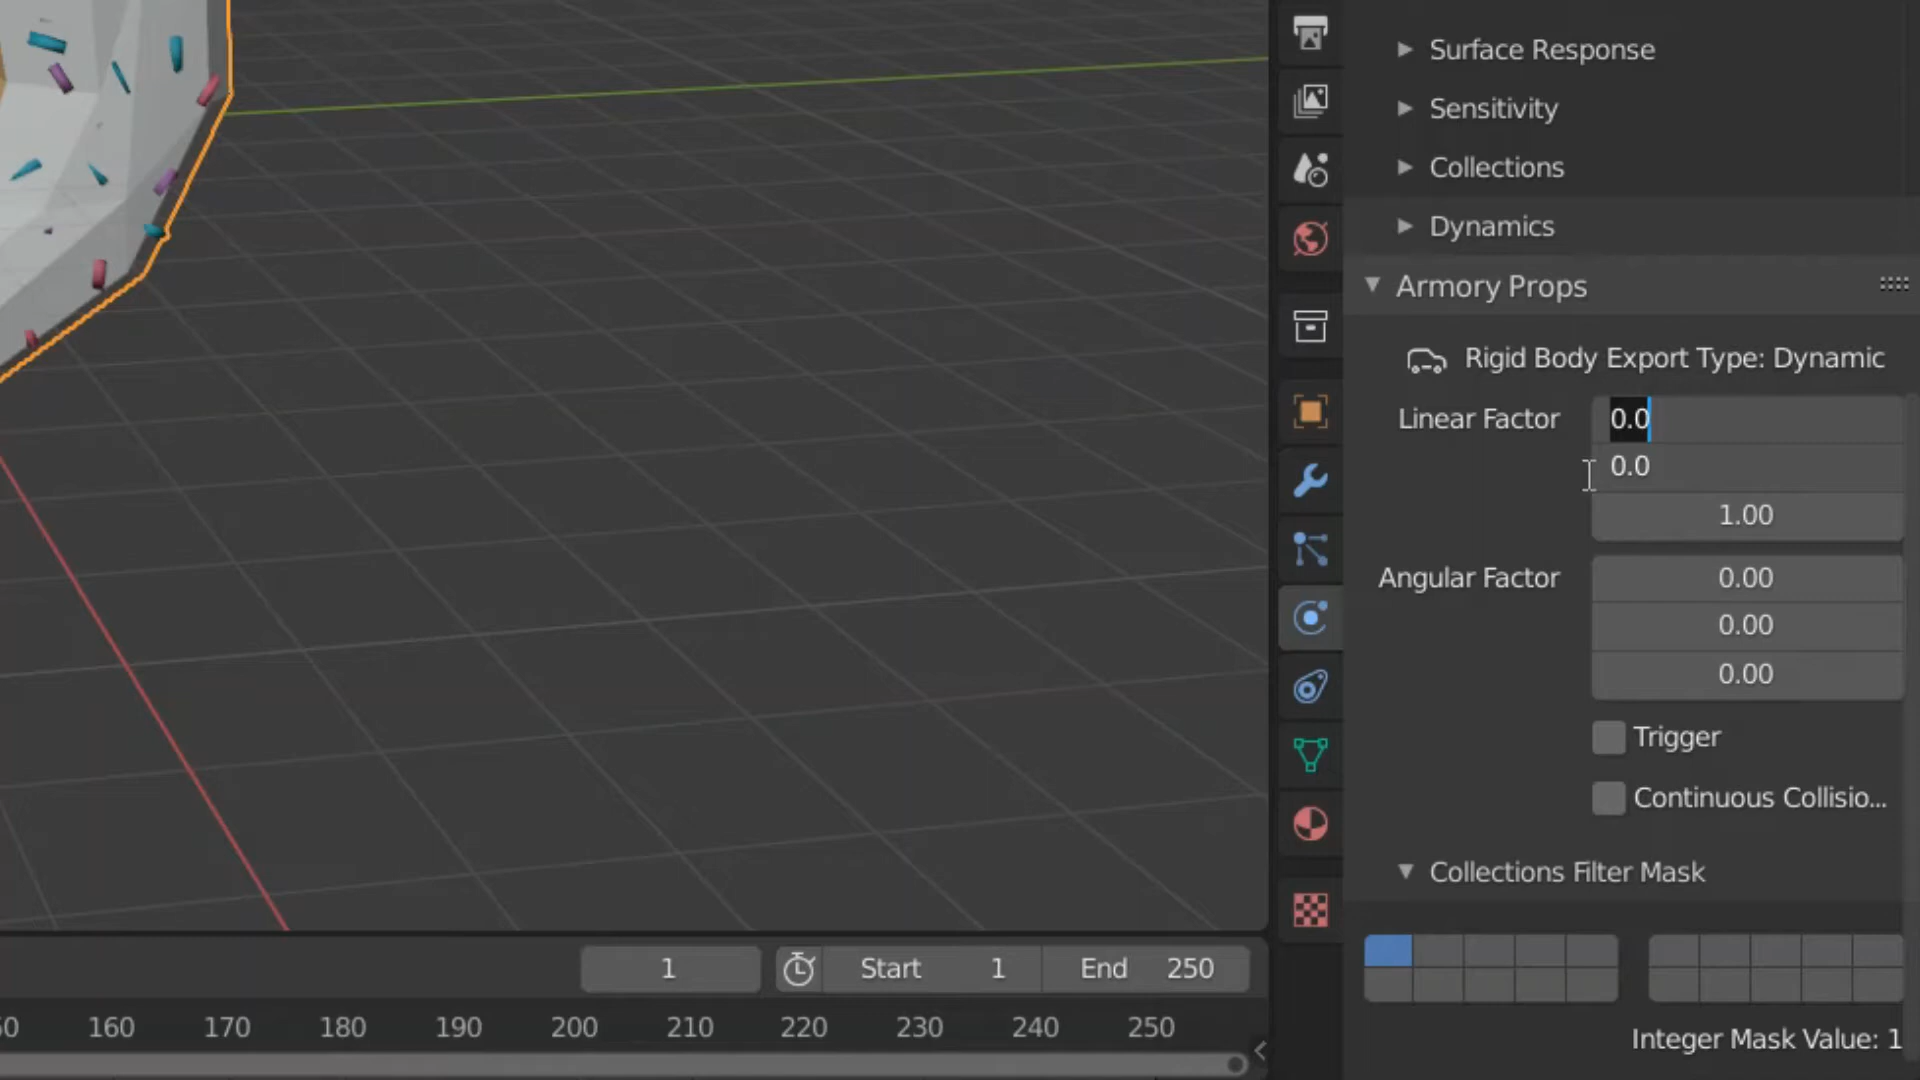 Surface Response
Sensitivity
Collections
Dynamics
Armory Props
Rigid Body Export Type: Dynamic
Linear Factor 0.0
0.0
1.00
Angular Factor 0.00
0.00
0.00
Trigger
Continuous Collisio...
Collections Filter Mask
Integer Mask Value: 1
1 Start 1 End 250
160 170 180 190 200 210 220 230 240 250